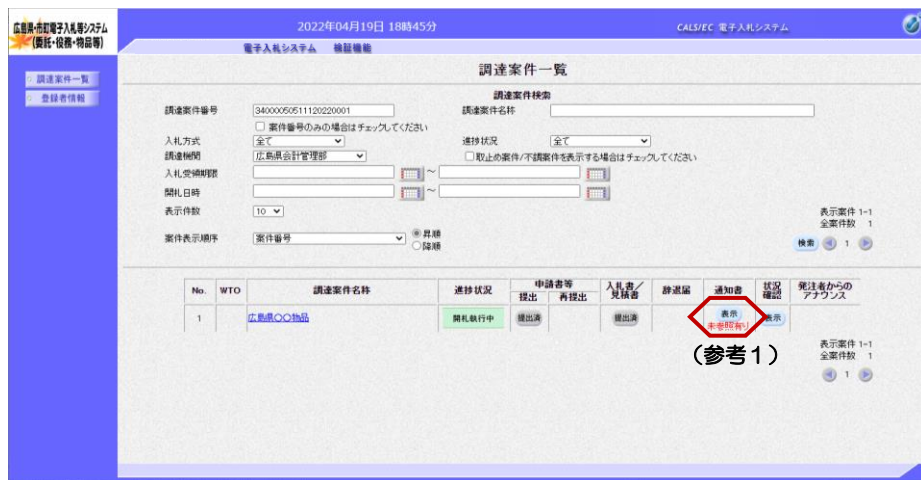 広島県・市町電子入札等システム
(委託・役務・物品等)
2022年04月19日 18時45分
CALS/EC 電子入札システム
電子入札システム 検証機能
調達案件一覧
登録者情報
調達案件一覧
調達案件検索
調達案件番号 34000050511120220001 調達案件名称
案件番号のみの場合はチェックしてください
入札方式 全て 進捗状況 全て
調達機関 広島県会計管理部 取止め案件/不調案件を表示する場合はチェックしてください
入札受領期限 ~
開札日時 ~
表示件数 10
案件表示順序 案件番号 昇順
降順
表示案件 1-1
全案件数 1
検索 1
No. WTO 調達案件名称 進捗状況 申請書等 入札書/見積書 辞退届 通知書 状況確認 発注者からのアナウンス
提出 再提出
1 広島県〇〇物品 開札執行中 提出済 提出済 表示 表示
未参照有り
(参考1)
表示案件 1-1
全案件数 1
1